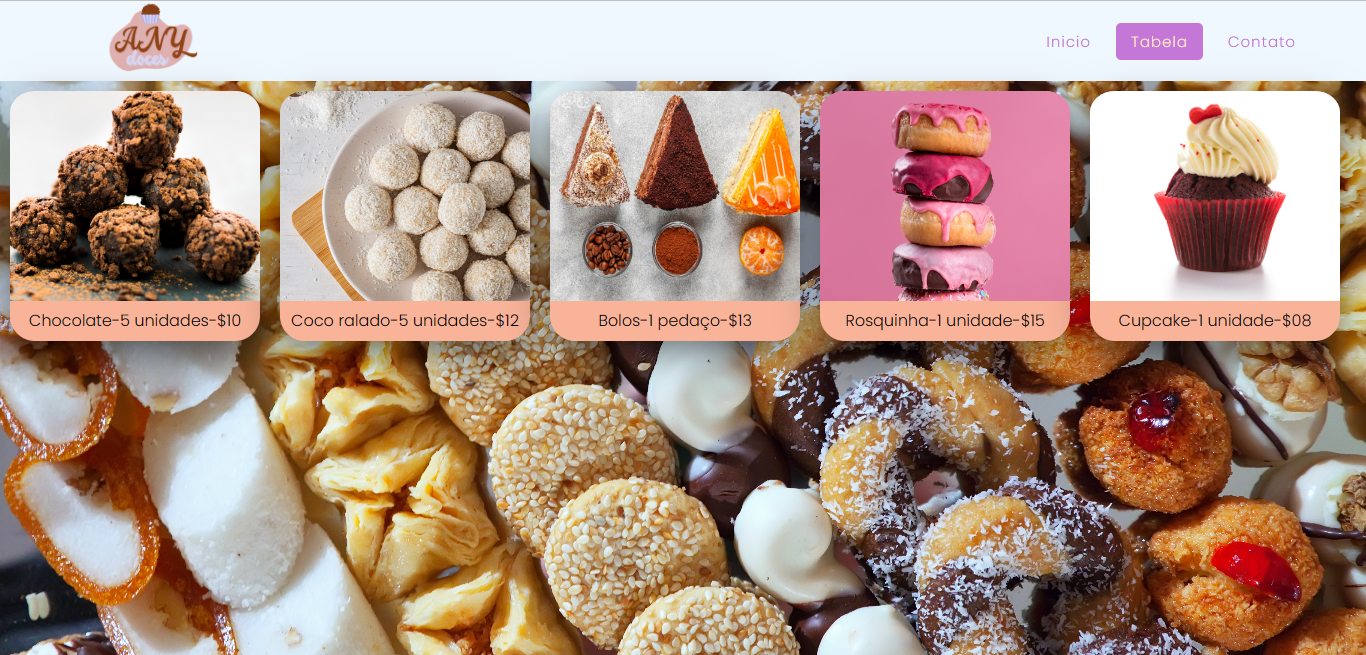 ANY
doces
Inicio
Tabela
Contato
Chocolate-5 unidades-$10
Coco ralado-5 unidades-$12
Bolos-1 pedaço-$13
Rosquinha-1 unidade-$15
Cupcake-1 unidade-$08